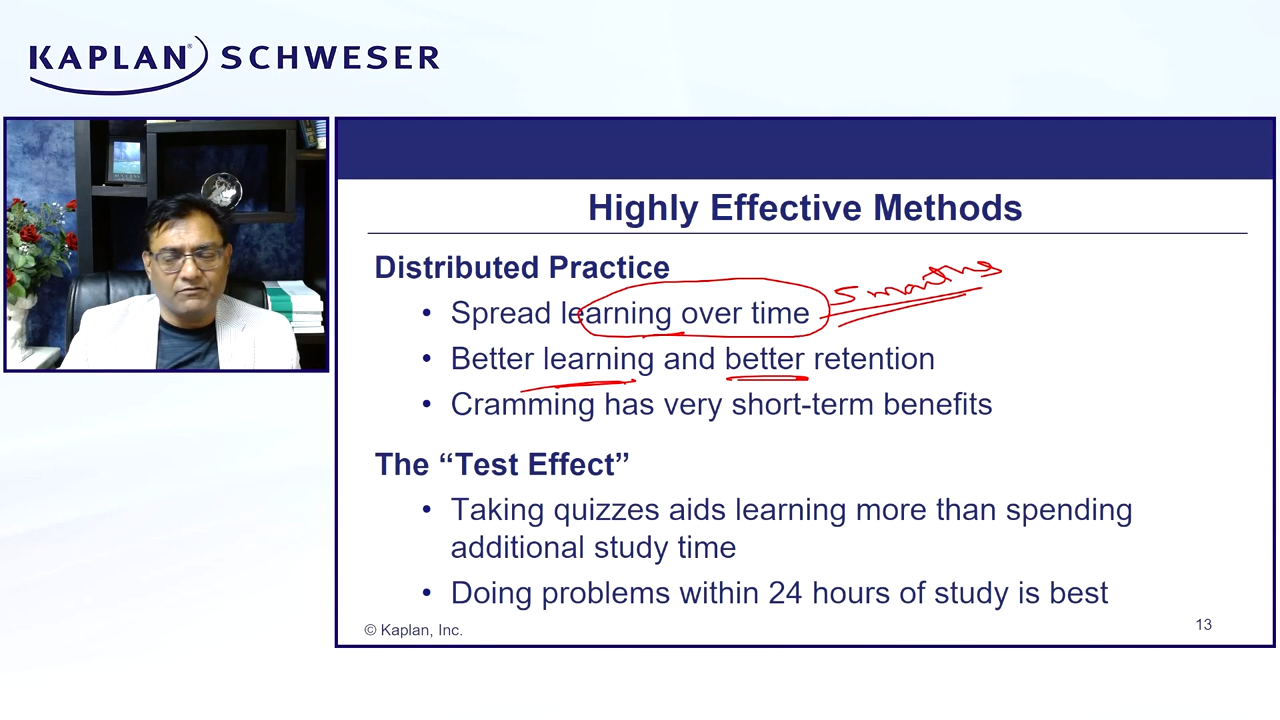 KAPLAN® SCHWESER
Highly Effective Methods
Distributed Practice
• Spread learning over time
5 months
• Better learning and better retention
• Cramming has very short-term benefits
The “Test Effect”
• Taking quizzes aids learning more than spending
additional study time
• Doing problems within 24 hours of study is best
© Kaplan, Inc.
13